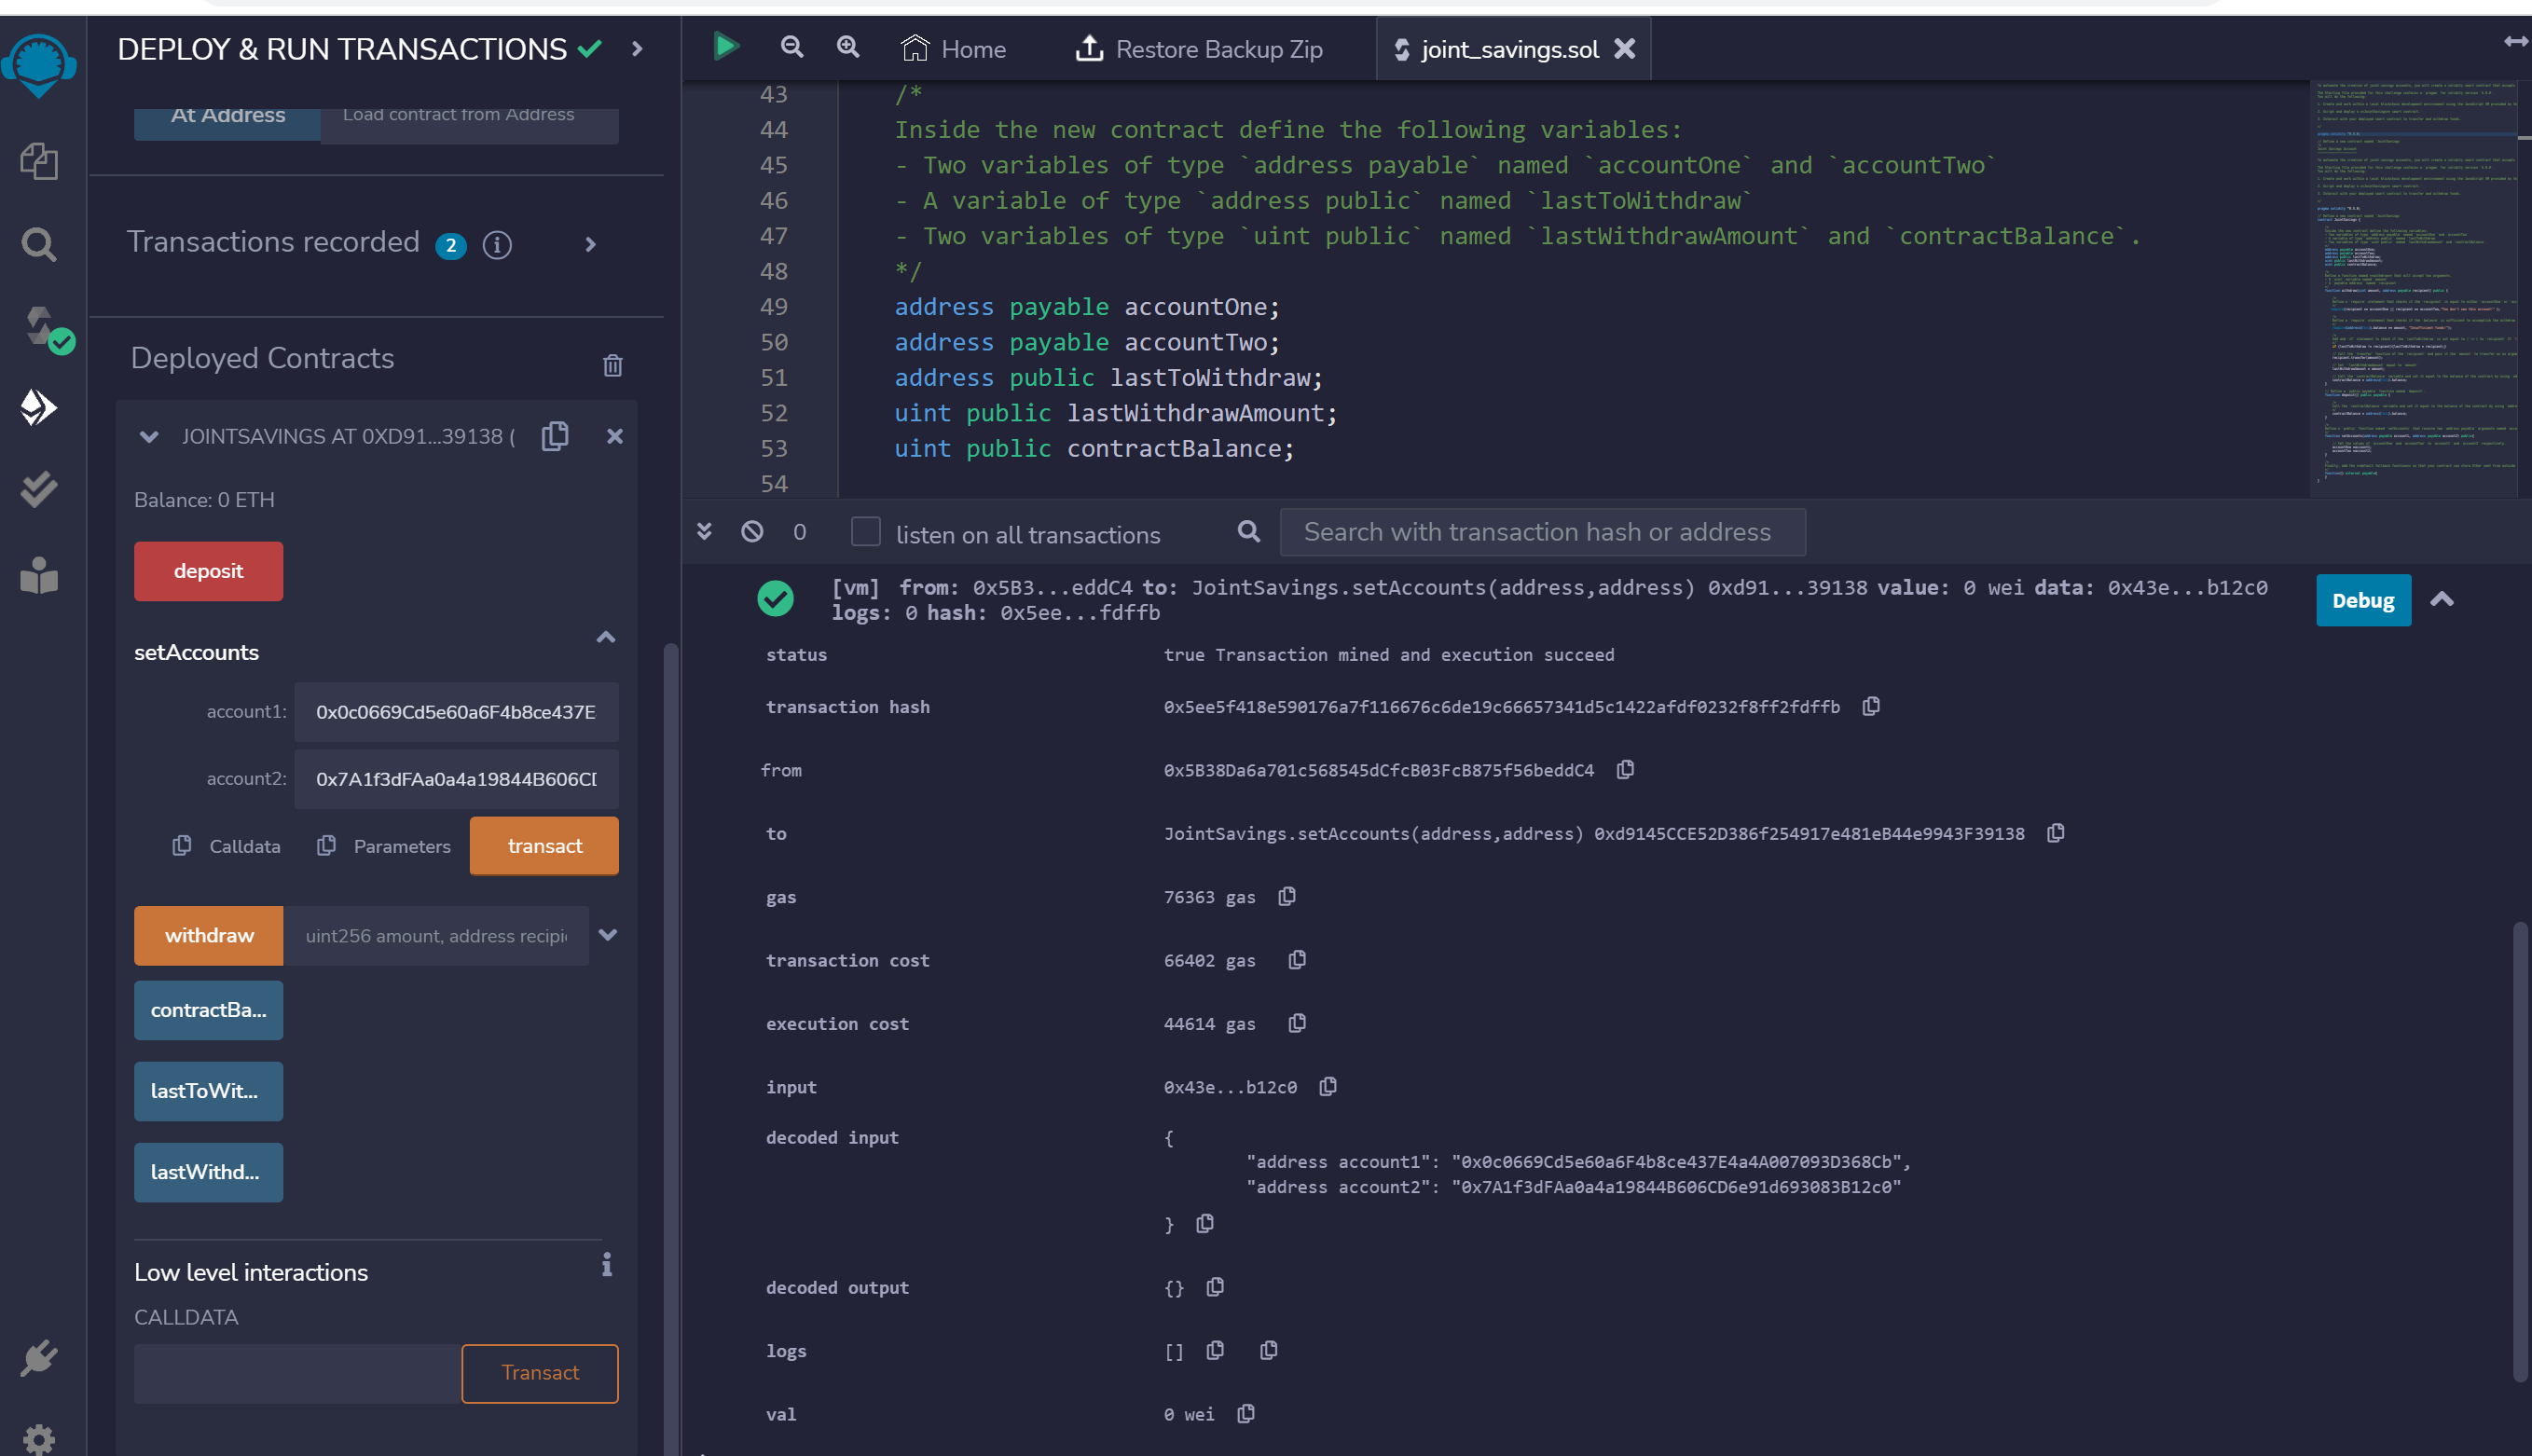 DEPLOY & RUN TRANSACTIONS
At Address
Load contract from Address
Transactions recorded 2
Deployed Contracts
JOINTSAVINGS AT 0XD91...39138 (
Balance: 0 ETH
deposit
setAccounts
account1: 0x0c0669Cd5e60a6F4b8ce437E
account2: 0x7A1f3dFAa0a4a19844B606CD
Calldata
Parameters
transact
withdraw
uint256 amount, address recipi
contractBa...
lastToWit...
lastWithd...
Low level interactions
CALLDATA
Transact
Home
Restore Backup Zip
joint_savings.sol
43 /*
44 Inside the new contract define the following variables:
45 - Two variables of type `address payable` named `accountOne` and `accountTwo`
46 - A variable of type `address public` named `lastToWithdraw`
47 - Two variables of type `uint public` named `lastWithdrawAmount` and `contractBalance`.
48 */
49 address payable accountOne;
50 address payable accountTwo;
51 address public lastToWithdraw;
52 uint public lastWithdrawAmount;
53 uint public contractBalance;
54
0
listen on all transactions
Search with transaction hash or address
[vm] from: 0x5B3...eddC4 to: JointSavings.setAccounts(address,address) 0xd91...39138 value: 0 wei data: 0x43e...b12c0
logs: 0 hash: 0x5ee...fdffb
Debug
status true Transaction mined and execution succeed
transaction hash 0x5ee5f418e590176a7f116676c6de19c66657341d5c1422afdf0232f8ff2fdffb
from 0x5B38Da6a701c568545dCfcB03FcB875f56beddC4
to JointSavings.setAccounts(address,address) 0xd9145CCE52D386f254917e481eB44e9943F39138
gas 76363 gas
transaction cost 66402 gas
execution cost 44614 gas
input 0x43e...b12c0
decoded input {
"address account1": "0x0c0669Cd5e60a6F4b8ce437E4a4A007093D368Cb",
"address account2": "0x7A1f3dFAa0a4a19844B606CD6e91d693083B12c0"
}
decoded output {}
logs []
val 0 wei